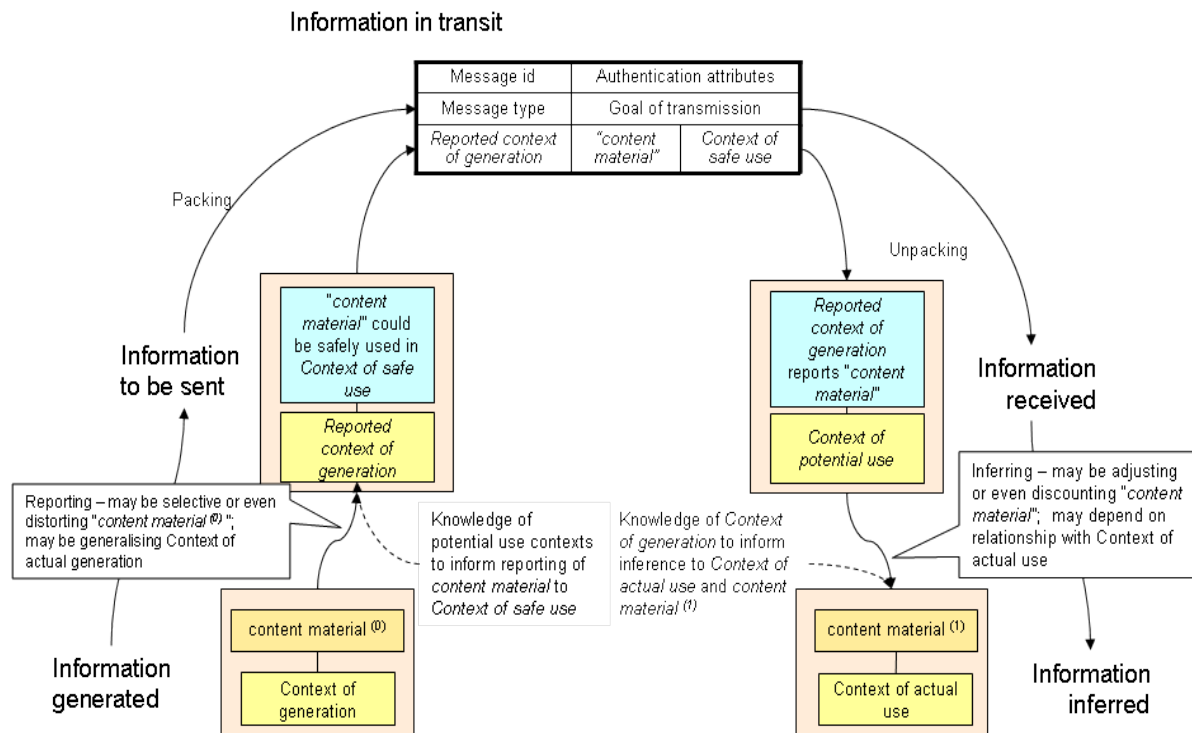 Information in transit
Message id
Authentication attributes
Message type
Goal of transmission
Reported context
of generation
"content
material"
Context of
safe use
Packing
Unpacking
"content
material" could
be safely used in
Context of safe
use
Reported
context of
generation
Information
to be sent
Reported
context of
generation
reports "content
material"
Context of
potential use
Information
received
Reporting – may be selective or even
distorting "content material (0) ";
may be generalising Context of
actual generation
Knowledge of
potential use contexts
to inform reporting of
content material to
Context of safe use
Knowledge of Context
of generation to inform
inference to Context of
actual use and content
material (1)
Inferring – may be adjusting
or even discounting "content
material"; may depend on
relationship with Context of
actual use
content material (0)
Context of
generation
Information
generated
content material (1)
Context of actual
use
Information
inferred